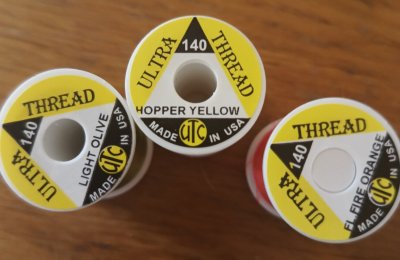 ULTRA THREAD
140
LIGHT OLIVE
MADE UTC IN USA
ULTRA THREAD
140
HOPPER YELLOW
MADE UTC IN USA
ULTRA THREAD
140
FL. FIRE ORANGE
MADE UTC IN USA